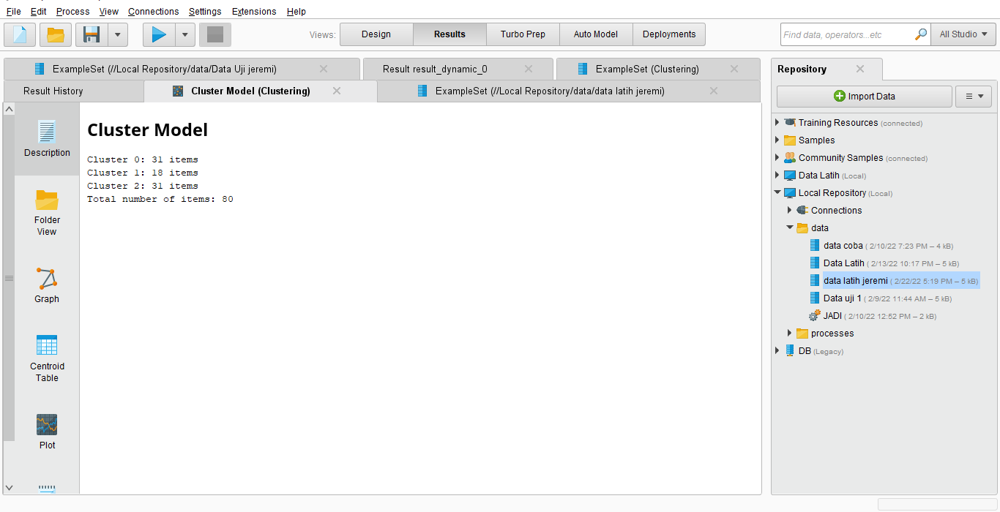 File Edit Process View Connections Settings Extensions Help
Views: Design Results Turbo Prep Auto Model Deployments
Find data, operators...etc All Studio
ExampleSet (//Local Repository/data/Data Uji jeremi) Result result_dynamic_0 ExampleSet (Clustering)
Result History Cluster Model (Clustering) ExampleSet (//Local Repository/data/data latih jeremi)
Description
Folder
View
Graph
Centroid
Table
Plot
Cluster Model
Cluster 0: 31 items
Cluster 1: 18 items
Cluster 2: 31 items
Total number of items: 80
Repository
Import Data
Training Resources (connected)
Samples
Community Samples (connected)
Data Latih (Local)
Local Repository (Local)
Connections
data
data coba ( 2/10/22 7:23 PM – 4 kB)
Data Latih ( 2/13/22 10:17 PM – 5 kB)
data latih jeremi ( 2/22/22 5:19 PM – 5 kB)
Data uji 1 ( 2/9/22 11:44 AM – 5 kB)
JADI ( 2/10/22 12:52 PM – 2 kB)
processes
DB (Legacy)